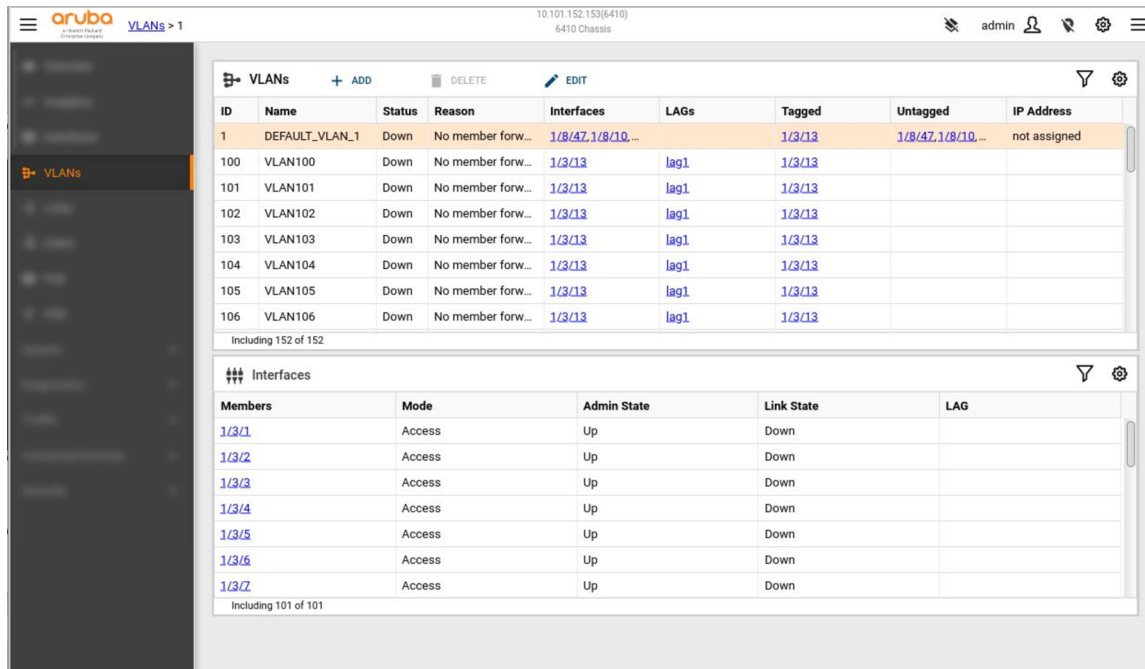 10.101.152.153(6410)
6410 Chassis
aruba
a Hewlett Packard
Enterprise company
VLANs > 1
admin
VLANs
VLANs + ADD DELETE EDIT
ID Name Status Reason Interfaces LAGs Tagged Untagged IP Address
1 DEFAULT_VLAN_1 Down No member forw... 1/8/47,1/8/10,... 1/3/13 1/8/47,1/8/10,... not assigned
100 VLAN100 Down No member forw... 1/3/13 lag1 1/3/13
101 VLAN101 Down No member forw... 1/3/13 lag1 1/3/13
102 VLAN102 Down No member forw... 1/3/13 lag1 1/3/13
103 VLAN103 Down No member forw... 1/3/13 lag1 1/3/13
104 VLAN104 Down No member forw... 1/3/13 lag1 1/3/13
105 VLAN105 Down No member forw... 1/3/13 lag1 1/3/13
106 VLAN106 Down No member forw... 1/3/13 lag1 1/3/13
Including 152 of 152
Interfaces
Members Mode Admin State Link State LAG
1/3/1 Access Up Down
1/3/2 Access Up Down
1/3/3 Access Up Down
1/3/4 Access Up Down
1/3/5 Access Up Down
1/3/6 Access Up Down
1/3/7 Access Up Down
Including 101 of 101